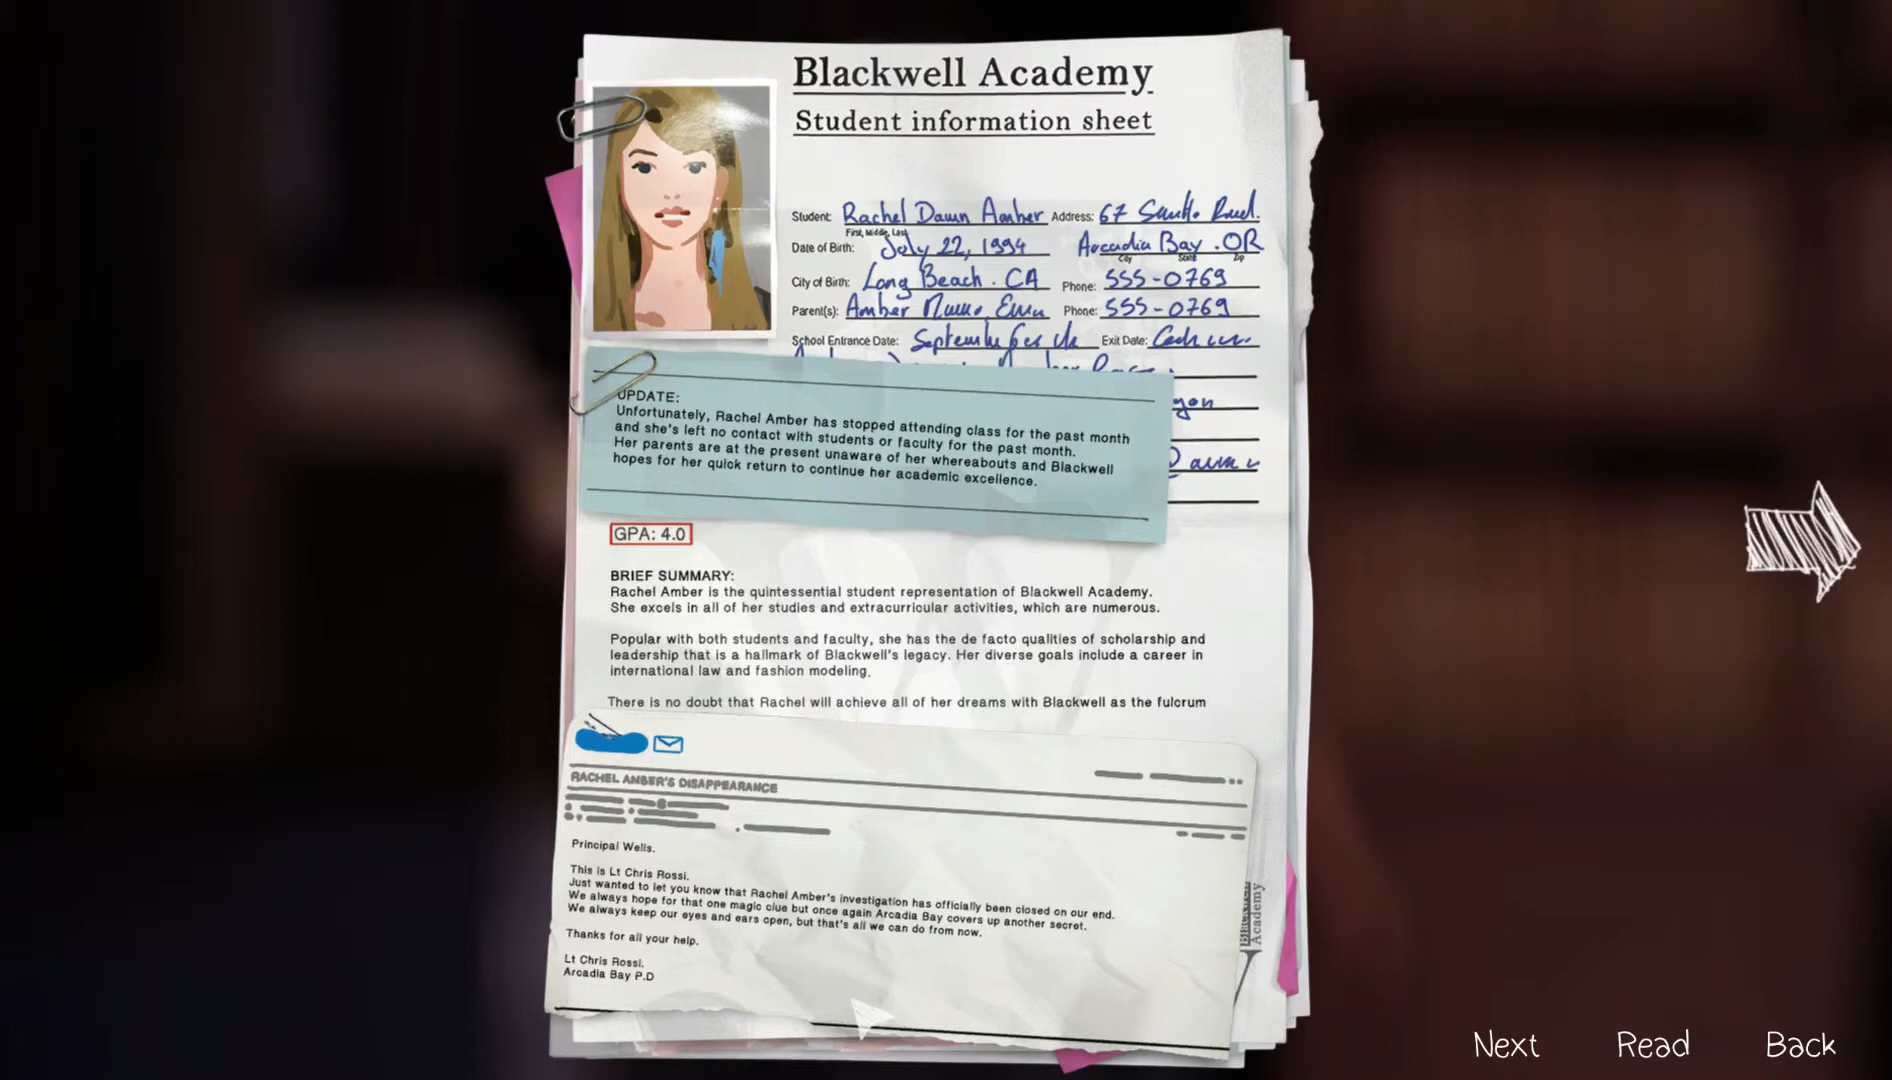 Blackwell Academy
Student information sheet
Student: Rachel Dawn Amber Address: 67
First, Middle, Last
Date of Birth: July 22, 1994 Arcadia Bay . OR
City State Zip
City of Birth: Long Beach . CA Phone: 555-0769
Parent(s): Amber Phone: 555-0769
School Entrance Date: Exit Date:
UPDATE:
Unfortunately, Rachel Amber has stopped attending class for the past month
and she's left no contact with students or faculty for the past month.
Her parents are at the present unaware of her whereabouts and Blackwell
hopes for her quick return to continue her academic excellence.
GPA: 4.0
BRIEF SUMMARY:
Rachel Amber is the quintessential student representation of Blackwell Academy.
She excels in all of her studies and extracurricular activities, which are numerous.
Popular with both students and faculty, she has the de facto qualities of scholarship and
leadership that is a hallmark of Blackwell's legacy. Her diverse goals include a career in
international law and fashion modeling.
There is no doubt that Rachel will achieve all of her dreams with Blackwell as the fulcrum
RACHEL AMBER'S DISAPPEARANCE
Principal Wells.
This is Lt Chris Rossi.
Just wanted to let you know that Rachel Amber's investigation has officially been closed on our end.
We always hope for that one magic clue but once again Arcadia Bay covers up another secret.
We always keep our eyes and ears open, but that's all we can do from now.
Thanks for all your help.
Lt Chris Rossi.
Arcadia Bay P.D
Blackwell
Academy
Next Read Back